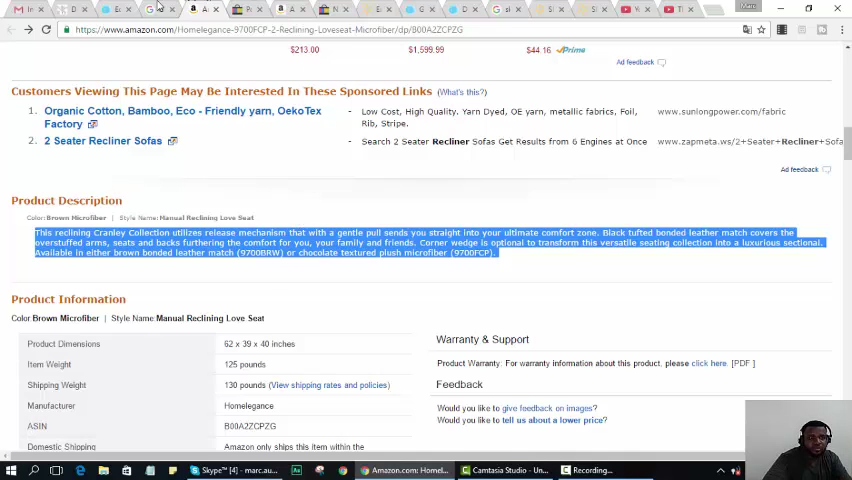 Marc
https://www.amazon.com/Homelegance-9700FCP-2-Reclining-Loveseat-Microfiber/dp/B00A2ZCPZG
$213.00 $1,599.99 $44.16 Prime
Ad feedback
Customers Viewing This Page May Be Interested In These Sponsored Links (What's this?)
1. Organic Cotton, Bamboo, Eco - Friendly yarn, OekoTex Factory - Low Cost, High Quality. Yarn Dyed, OE yarn, metallic fabrics, Foil, Rib, Stripe. www.sunlongpower.com/fabric
2. 2 Seater Recliner Sofas - Search 2 Seater Recliner Sofas Get Results from 6 Engines at Once www.zapmeta.ws/2+Seater+Recliner+Sofa
Ad feedback
Product Description
Color: Brown Microfiber | Style Name: Manual Reclining Love Seat
This reclining Cranley Collection utilizes release mechanism that with a gentle pull sends you straight into your ultimate comfort zone. Black tufted bonded leather match covers the
overstuffed arms, seats and backs furthering the comfort for you, your family and friends. Corner wedge is optional to transform this versatile seating collection into a luxurious sectional.
Available in either brown bonded leather match (9700BRW) or chocolate textured plush microfiber (9700FCP).
Product Information
Color:Brown Microfiber | Style Name:Manual Reclining Love Seat
Product Dimensions 62 x 39 x 40 inches
Item Weight 125 pounds
Shipping Weight 130 pounds (View shipping rates and policies)
Manufacturer Homelegance
ASIN B00A2ZCPZG
Domestic Shipping Amazon only ships this item within the
Warranty & Support
Product Warranty: For warranty information about this product, please click here. [PDF ]
Feedback
Would you like to give feedback on images?
Would you like to tell us about a lower price?
Skype™ [4] - marc.au... Amazon.com: Homel... Camtasia Studio - Un... Recording...